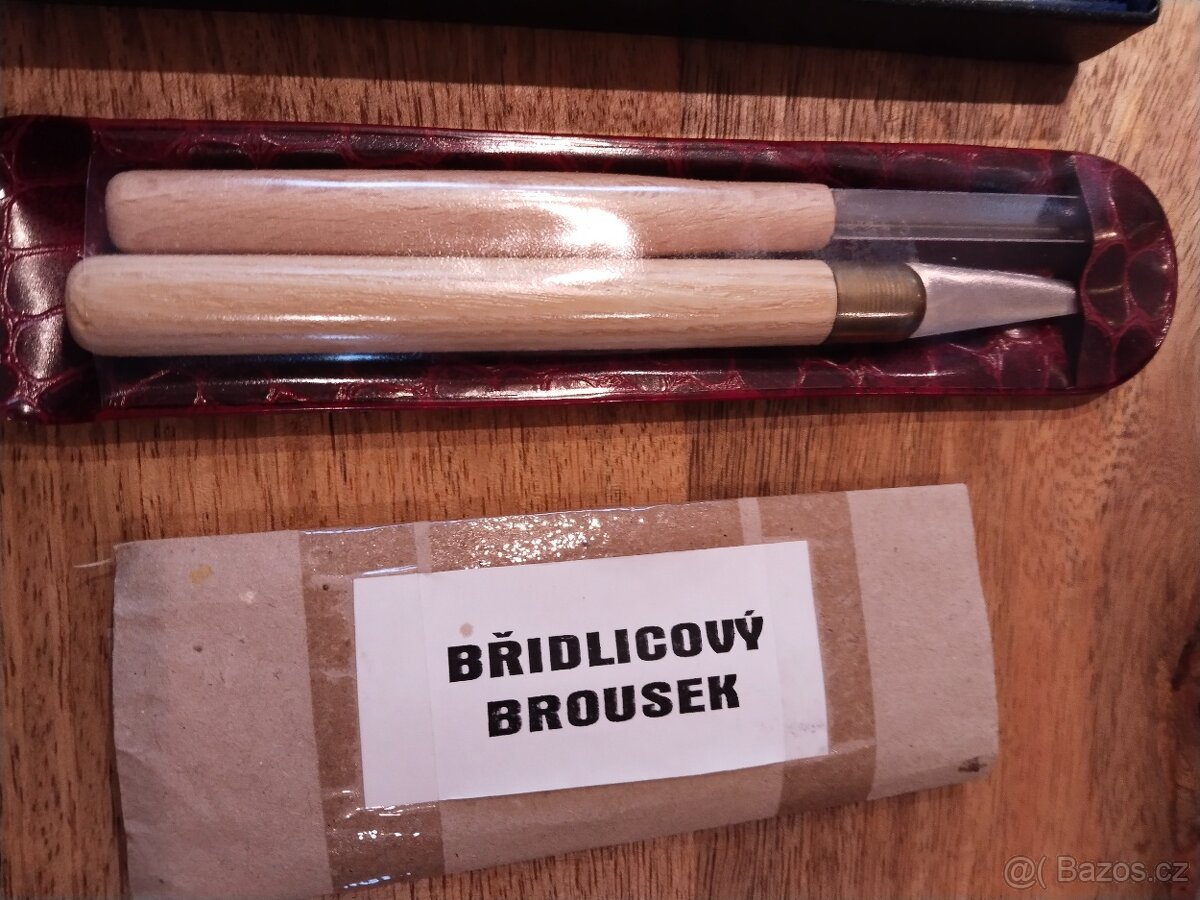 BŘIDLICOVÝ
BROUSEK
@( Bazos.cz